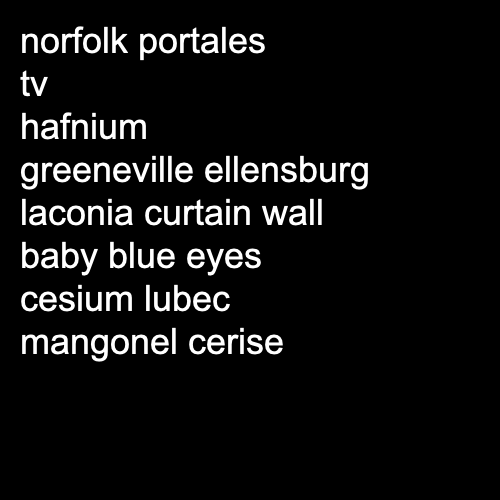 norfolk portales
tv
hafnium
greeneville ellensburg
laconia curtain wall
baby blue eyes
cesium lubec
mangonel cerise